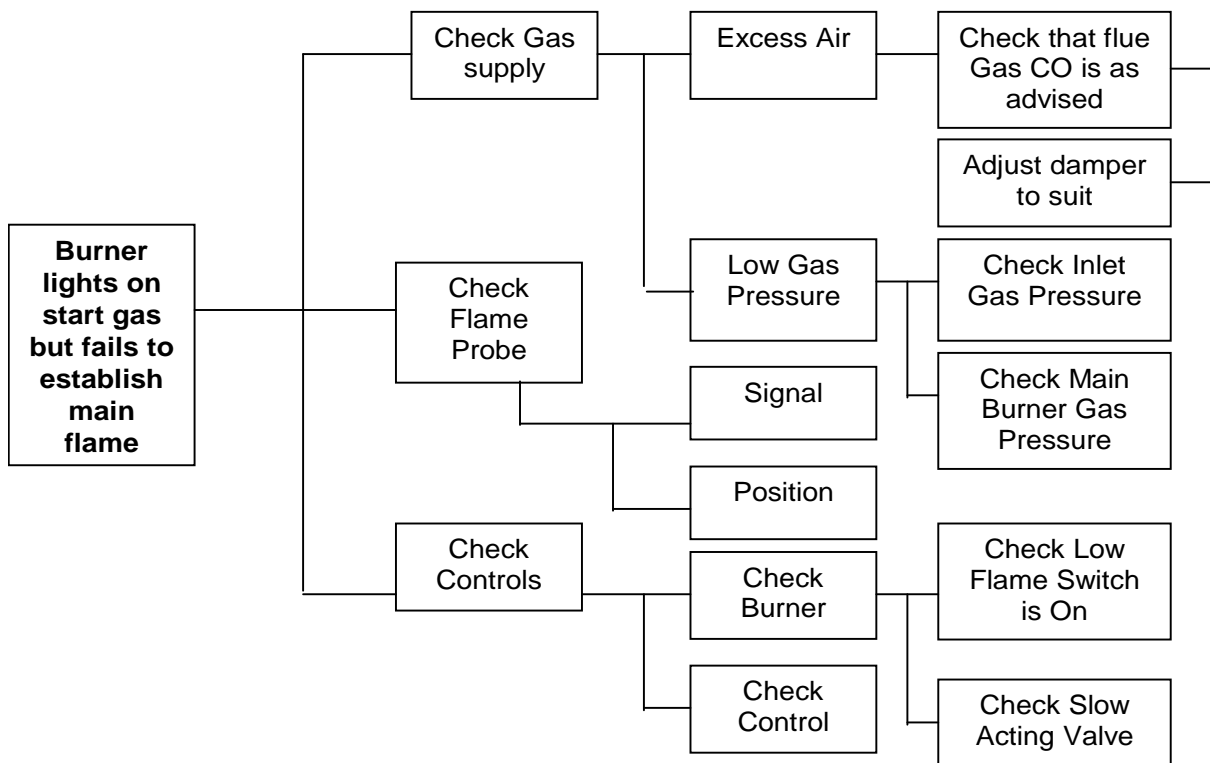 Burner
lights on
start gas
but fails to
establish
main
flame
Check Gas
supply
Check
Flame
Probe
Check
Controls
Excess Air
Low Gas
Pressure
Signal
Position
Check
Burner
Check
Control
Check that flue
Gas CO is as
advised
Adjust damper
to suit
Check Inlet
Gas Pressure
Check Main
Burner Gas
Pressure
Check Low
Flame Switch
is On
Check Slow
Acting Valve